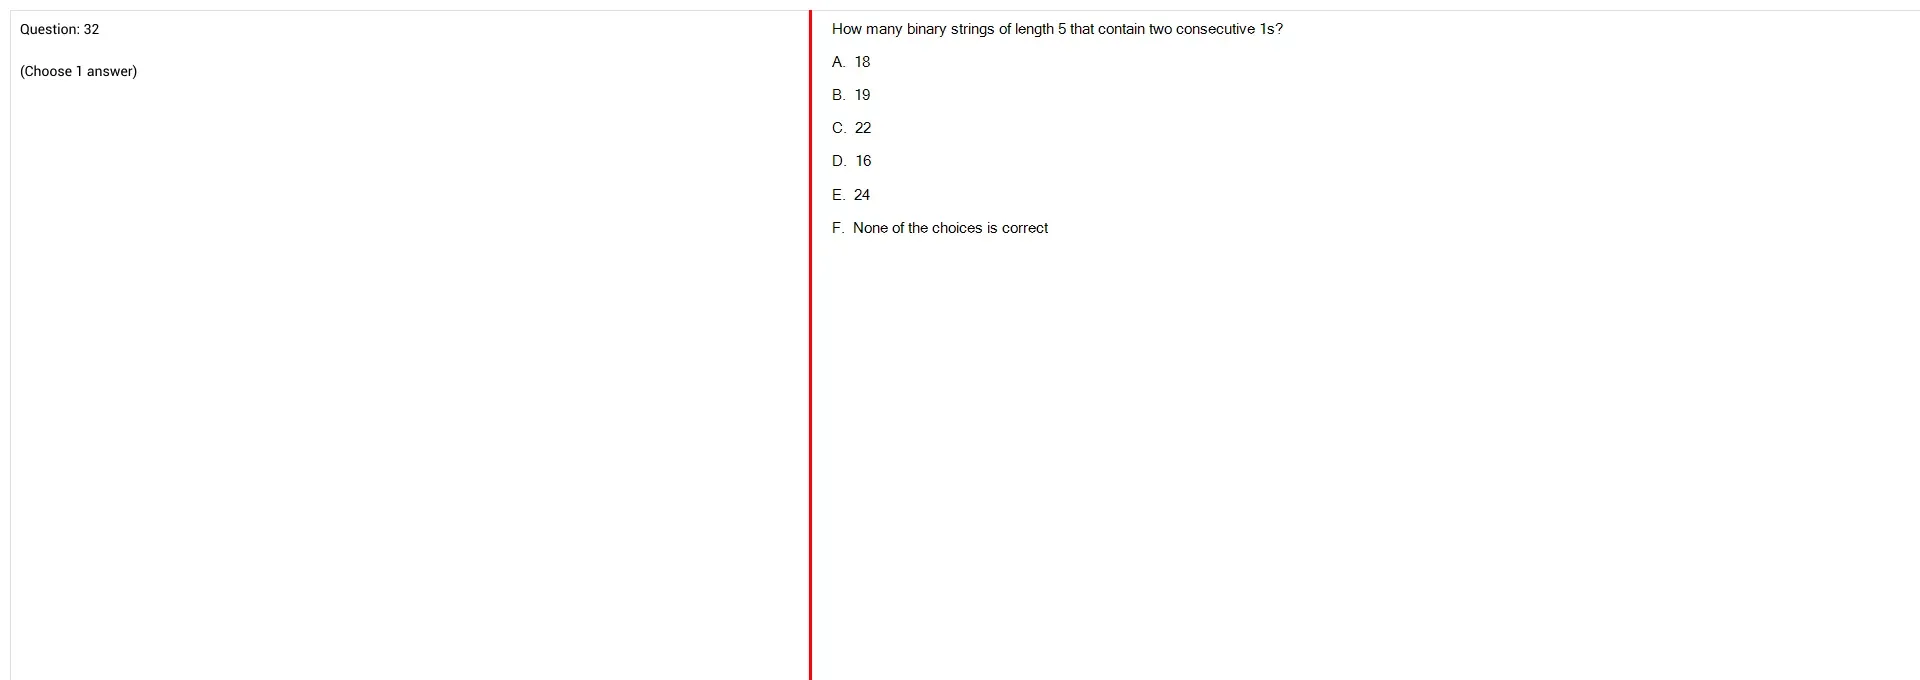 Question: 32
(Choose 1 answer)
How many binary strings of length 5 that contain two consecutive 1s?
A. 18
B. 19
C. 22
D. 16
E. 24
F. None of the choices is correct